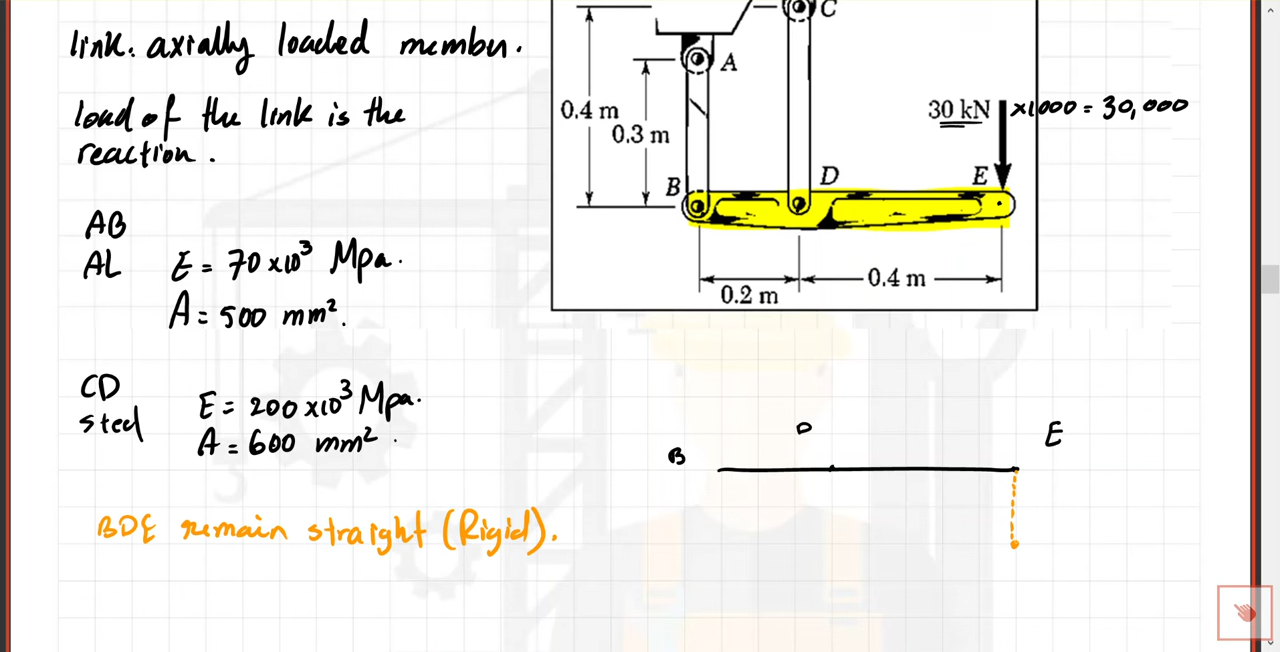 link: axially loaded member.
load of the link is the
reaction.
AB
AL E = 70 x10³ Mpa.
A = 500 mm².
CD
steel E = 200 x10³ Mpa.
A = 600 mm².
BDE remain straight (Rigid).
C
A
0.4 m
0.3 m
30 kN x1000 = 30,000
B
D
E
0.2 m
0.4 m
B
D
E